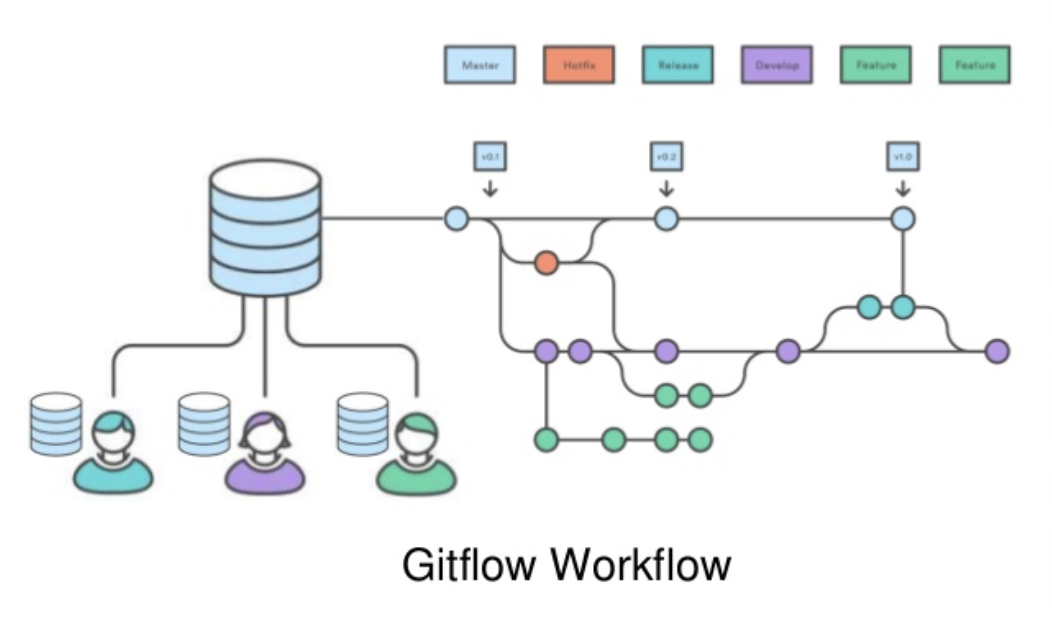 Master Hotfix Release Develop Feature Feature
v0.1 v0.2 v1.0
Gitflow Workflow